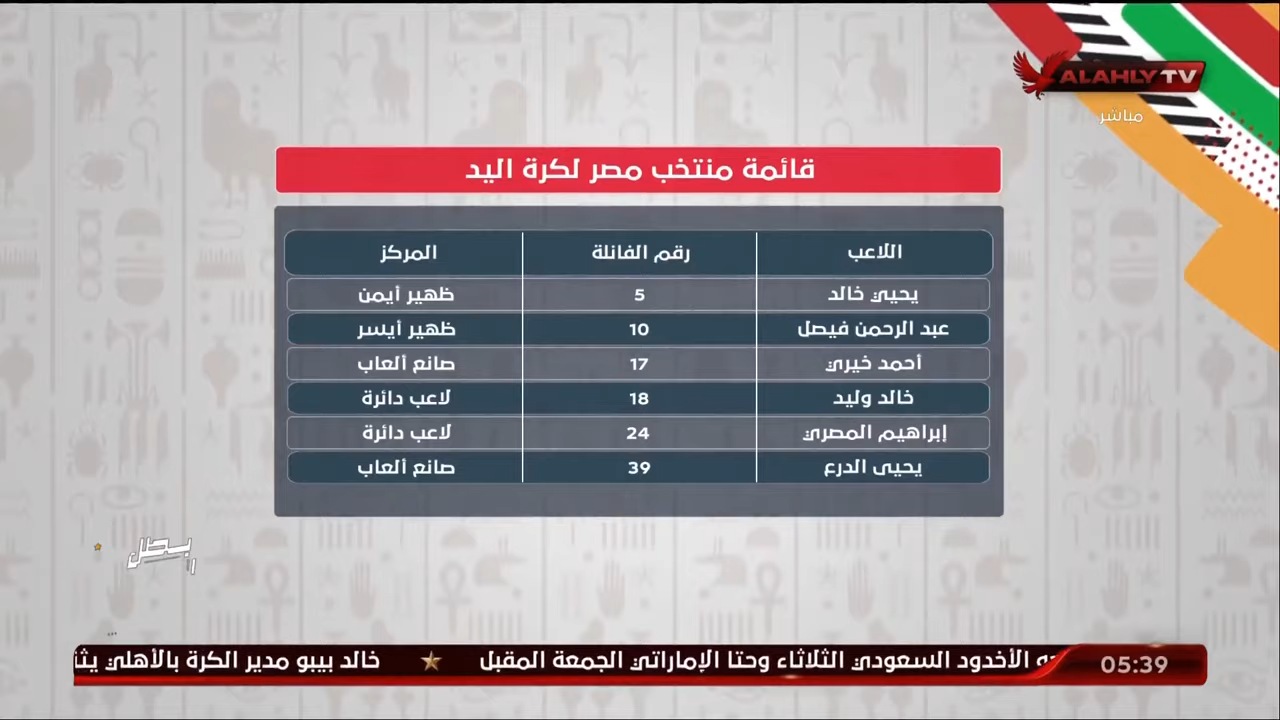 ALAHLY TV
مباشر
قائمة منتخب مصر لكرة اليد
اللاعب رقم الفانلة المركز
يحيي خالد 5 ظهير أيمن
عبد الرحمن فيصل 10 ظهير أيسر
أحمد خيري 17 صانع ألعاب
خالد وليد 18 لاعب دائرة
إبراهيم المصري 24 لاعب دائرة
يحيى الدرع 39 صانع ألعاب
البطل
05:39 الأخدود السعودي الثلاثاء وحتا الإماراتي الجمعة المقبل خالد بيبو مدير الكرة بالأهلي